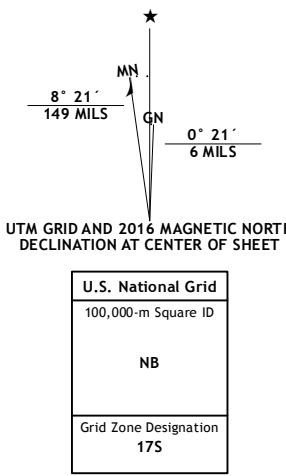 MN
GN
8° 21´
149 MILS
0° 21´
6 MILS
UTM GRID AND 2016 MAGNETIC NORTH
DECLINATION AT CENTER OF SHEET
U.S. National Grid
100,000-m Square ID
NB
Grid Zone Designation
17S